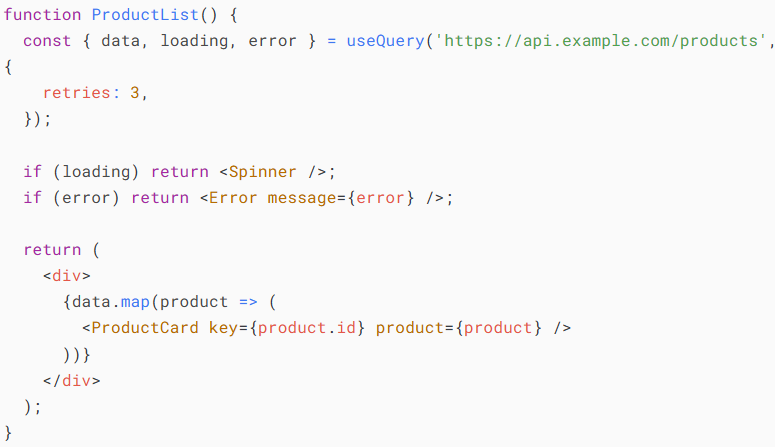 function ProductList() {
  const { data, loading, error } = useQuery('https://api.example.com/products',
{
    retries: 3,
  });

  if (loading) return <Spinner />;
  if (error) return <Error message={error} />;

  return (
    <div>
      {data.map(product => (
        <ProductCard key={product.id} product={product} />
      ))}
    </div>
  );
}